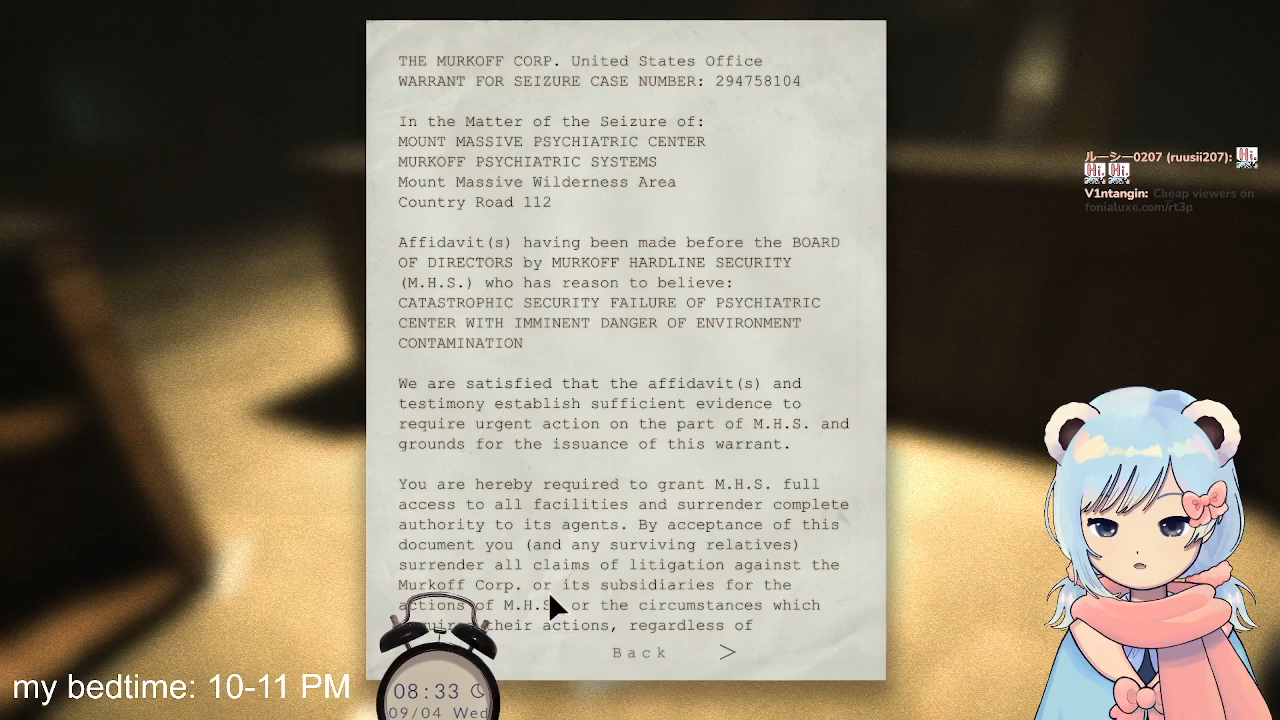 THE MURKOFF CORP. United States Office
WARRANT FOR SEIZURE CASE NUMBER: 294758104
In the Matter of the Seizure of:
MOUNT MASSIVE PSYCHIATRIC CENTER
MURKOFF PSYCHIATRIC SYSTEMS
Mount Massive Wilderness Area
Country Road 112
Affidavit(s) having been made before the BOARD
OF DIRECTORS by MURKOFF HARDLINE SECURITY
(M.H.S.) who has reason to believe:
CATASTROPHIC SECURITY FAILURE OF PSYCHIATRIC
CENTER WITH IMMINENT DANGER OF ENVIRONMENT
CONTAMINATION
We are satisfied that the affidavit(s) and
testimony establish sufficient evidence to
require urgent action on the part of M.H.S. and
grounds for the issuance of this warrant.
You are hereby required to grant M.H.S. full
access to all facilities and surrender complete
authority to its agents. By acceptance of this
document you (and any surviving relatives)
surrender all claims of litigation against the
Murkoff Corp. or its subsidiaries for the
actions of M.H.S. or the circumstances which
their actions, regardless of
Back >
ルーシー0207 (ruusii207): Hi.
Hi. Hi.
V1ntangin: Cheap viewers on
fonialuxe.com/rt3p
08:33
09/04 Wed
my bedtime: 10-11 PM